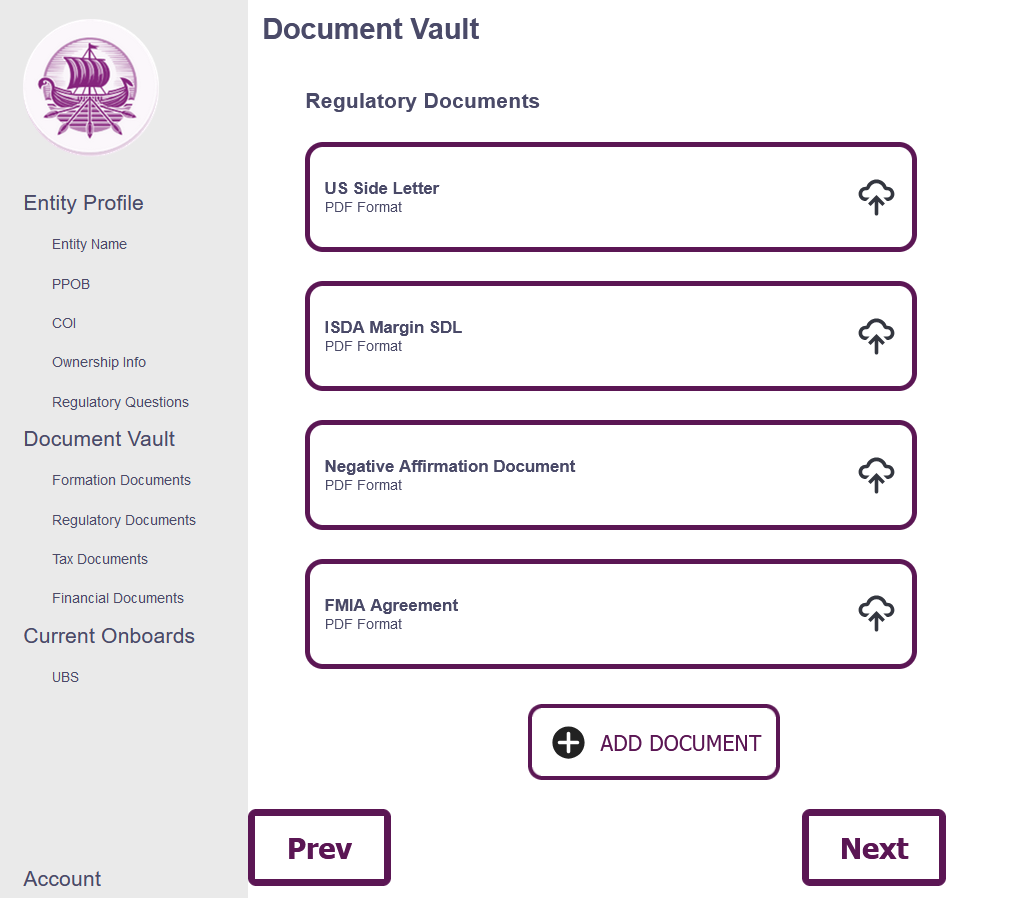 Document Vault
Regulatory Documents
US Side Letter
PDF Format
ISDA Margin SDL
PDF Format
Negative Affirmation Document
PDF Format
FMIA Agreement
PDF Format
ADD DOCUMENT
Prev
Next
Entity Profile
Entity Name
PPOB
COI
Ownership Info
Regulatory Questions
Document Vault
Formation Documents
Regulatory Documents
Tax Documents
Financial Documents
Current Onboards
UBS
Account